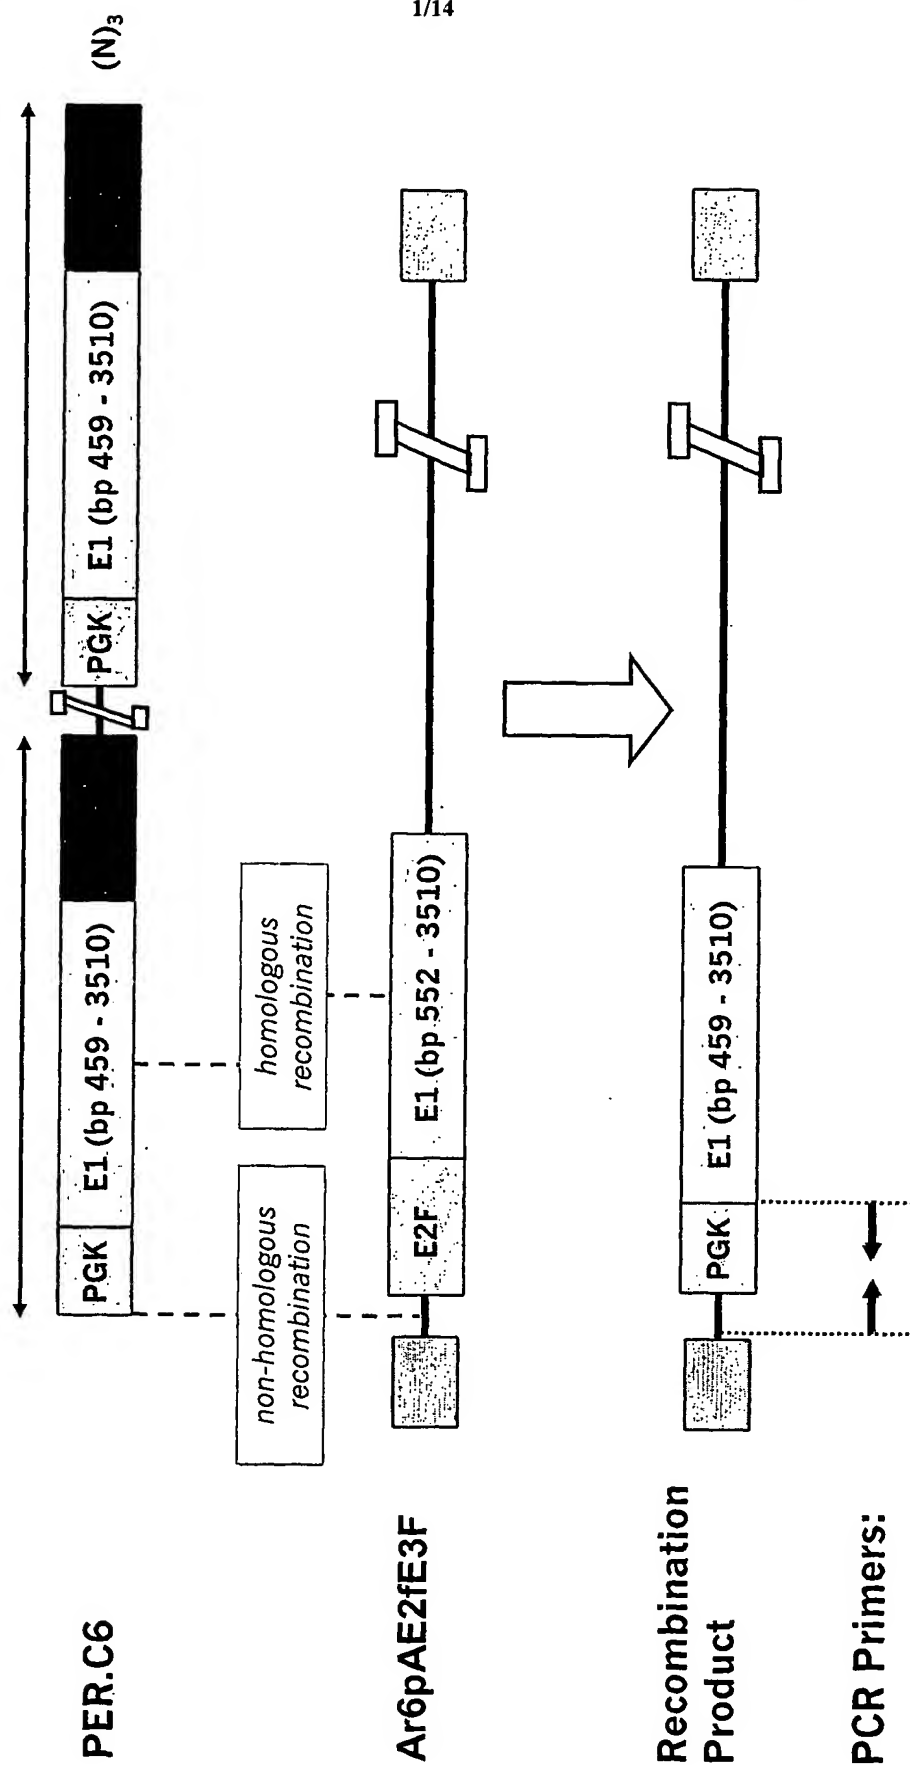 1/14
PER.C6
PGK
E1 (bp 459 - 3510)
PGK
E1 (bp 459 - 3510)
(N)3
non-homologous
recombination
homologous
recombination
Ar6pAE2fE3F
E2F
E1 (bp 552 - 3510)
Recombination
Product
PGK
E1 (bp 459 - 3510)
PCR Primers: